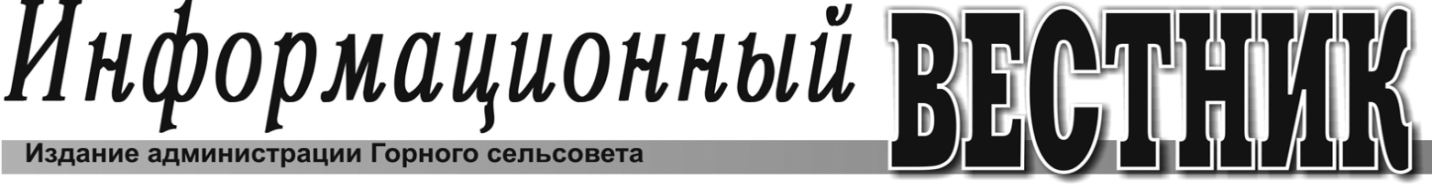 Информационный ВЕСТНИК
Издание администрации Горного сельсовета